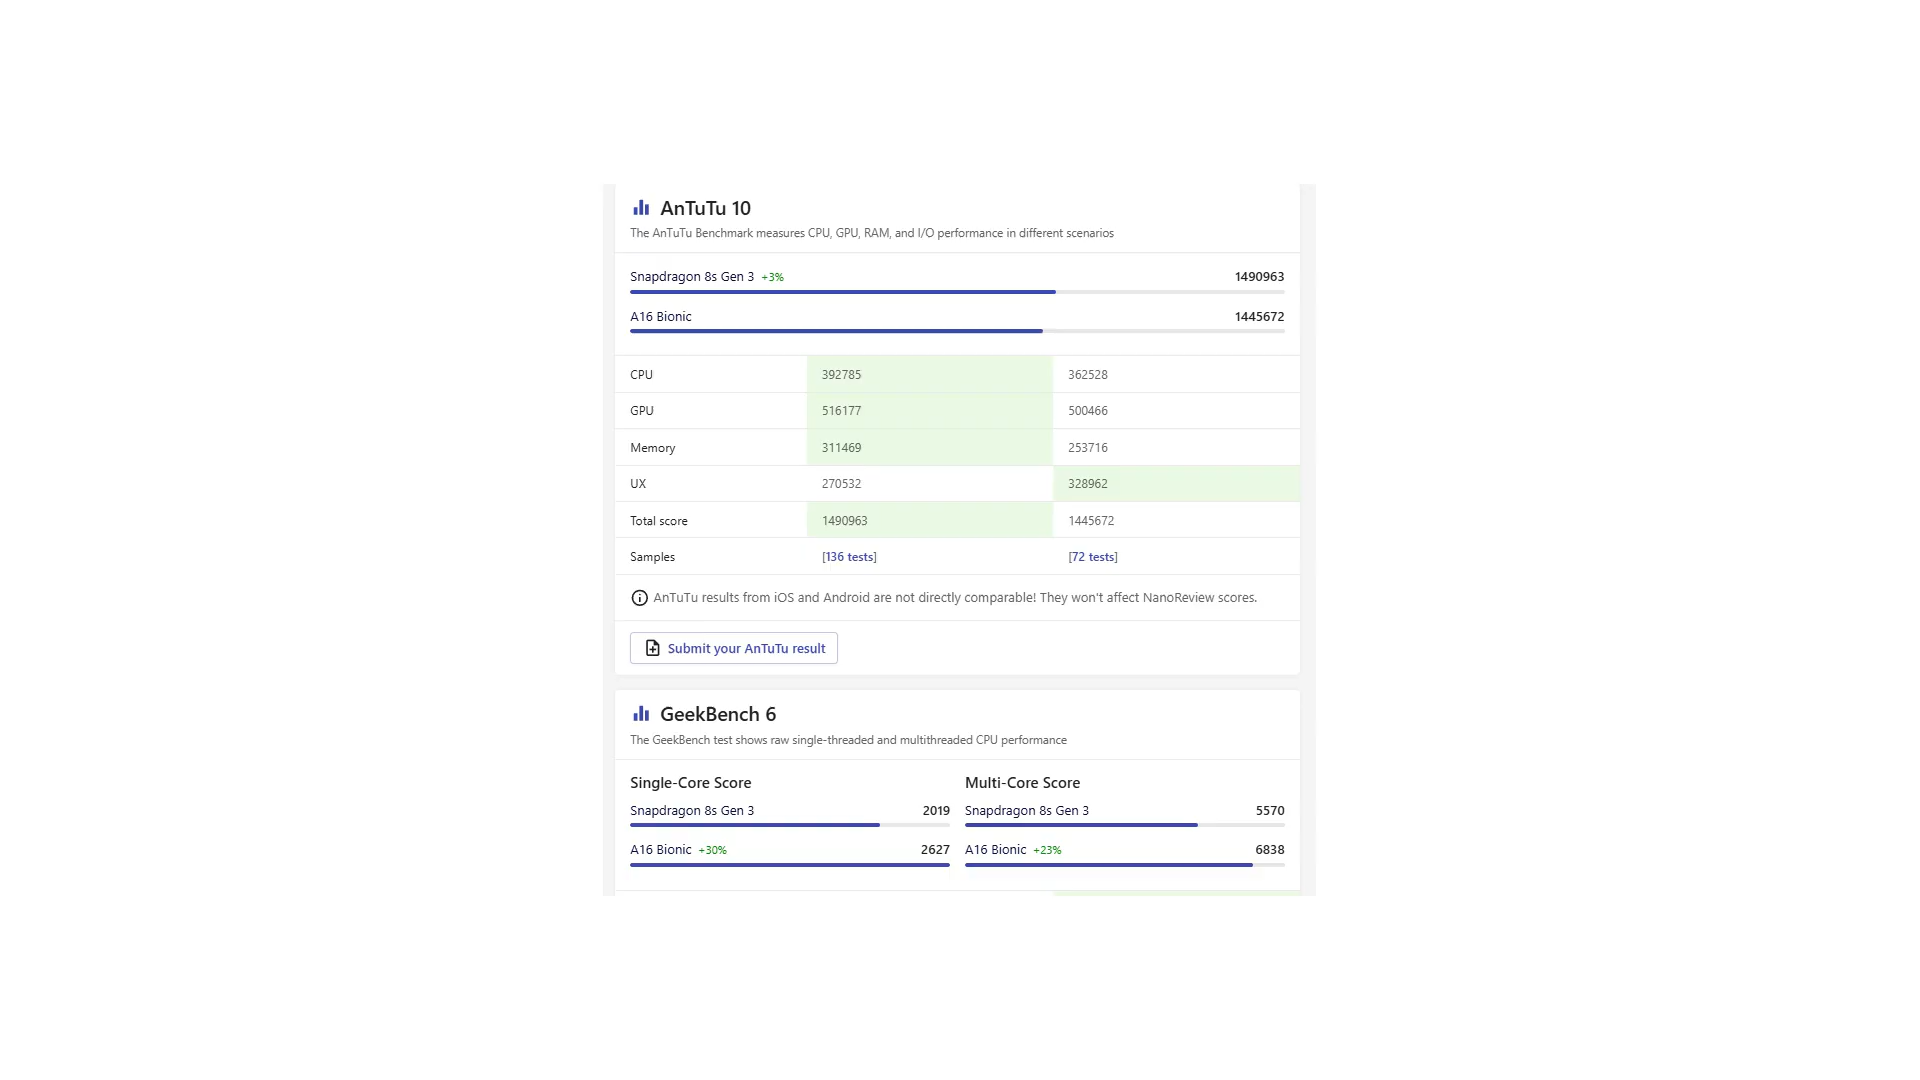 AnTuTu 10
The AnTuTu Benchmark measures CPU, GPU, RAM, and I/O performance in different scenarios
Snapdragon 8s Gen 3 +3% 1490963
A16 Bionic 1445672
CPU 392785 362528
GPU 516177 500466
Memory 311469 253716
UX 270532 328962
Total score 1490963 1445672
Samples [136 tests] [72 tests]
AnTuTu results from iOS and Android are not directly comparable! They won't affect NanoReview scores.
Submit your AnTuTu result
GeekBench 6
The GeekBench test shows raw single-threaded and multithreaded CPU performance
Single-Core Score
Snapdragon 8s Gen 3 2019
A16 Bionic +30% 2627
Multi-Core Score
Snapdragon 8s Gen 3 5570
A16 Bionic +23% 6838